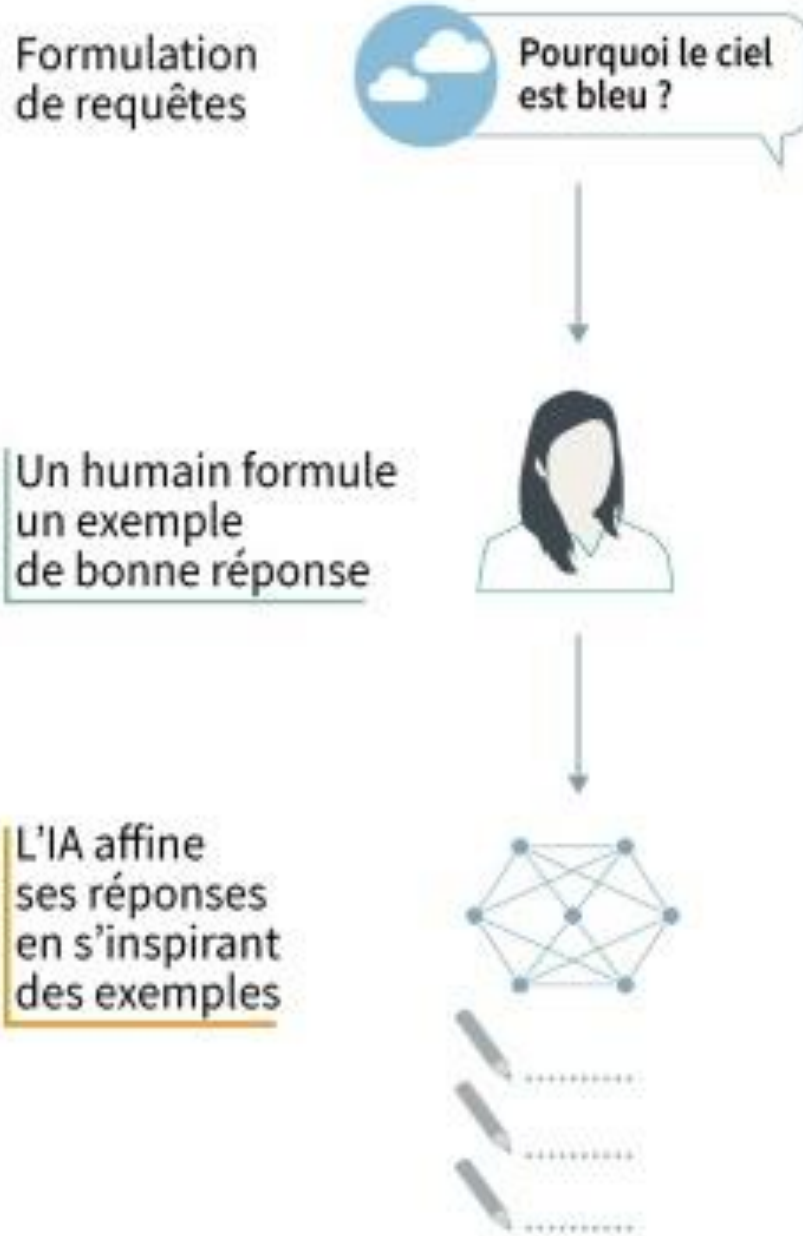 Formulation
de requêtes
Pourquoi le ciel
est bleu ?
Un humain formule
un exemple
de bonne réponse
L'IA affine
ses réponses
en s'inspirant
des exemples